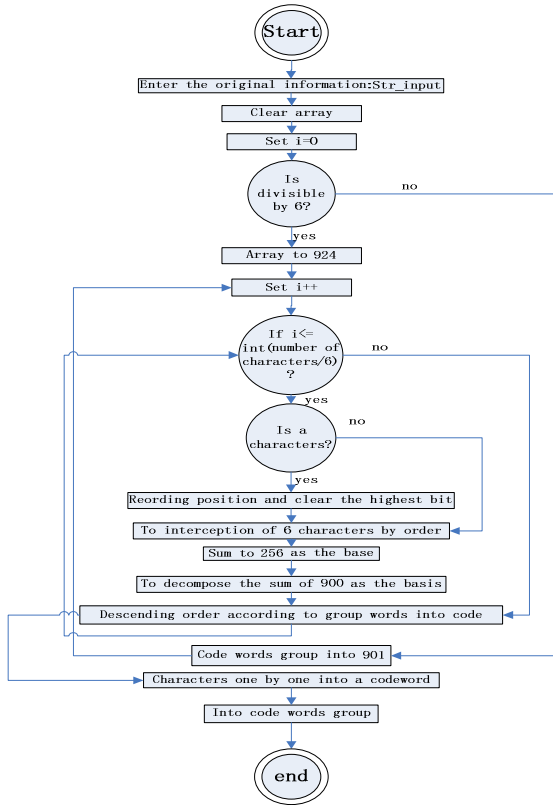 Start
Enter the original information:Str_input
Clear array
Set i=0
Is
divisible
by 6?
no
yes
Array to 924
Set i++
If i<=
int(number of
characters/6)
?
no
yes
Is a
characters?
no
yes
Reording position and clear the highest bit
To interception of 6 characters by order
Sum to 256 as the base
To decompose the sum of 900 as the basis
Descending order according to group words into code
Code words group into 901
Characters one by one into a codeword
Into code words group
end